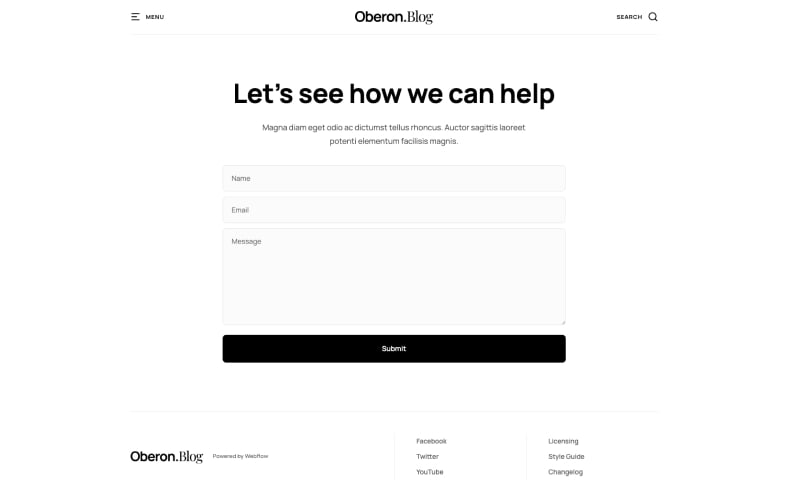 MENU
Oberon.Blog
SEARCH
Let's see how we can help
Magna diam eget odio ac dictumst tellus rhoncus. Auctor sagittis laoreet
potenti elementum facilisis magnis.
Name
Email
Message
Submit
Oberon.Blog
Powered by Webflow
Facebook
Twitter
YouTube
Licensing
Style Guide
Changelog